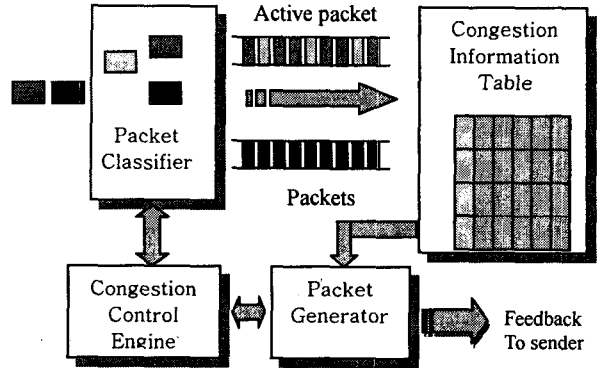 Active packet
Congestion
Information
Table
Packet
Classifier
Packets
Congestion
Control
Engine
Packet
Generator
Feedback
To sender